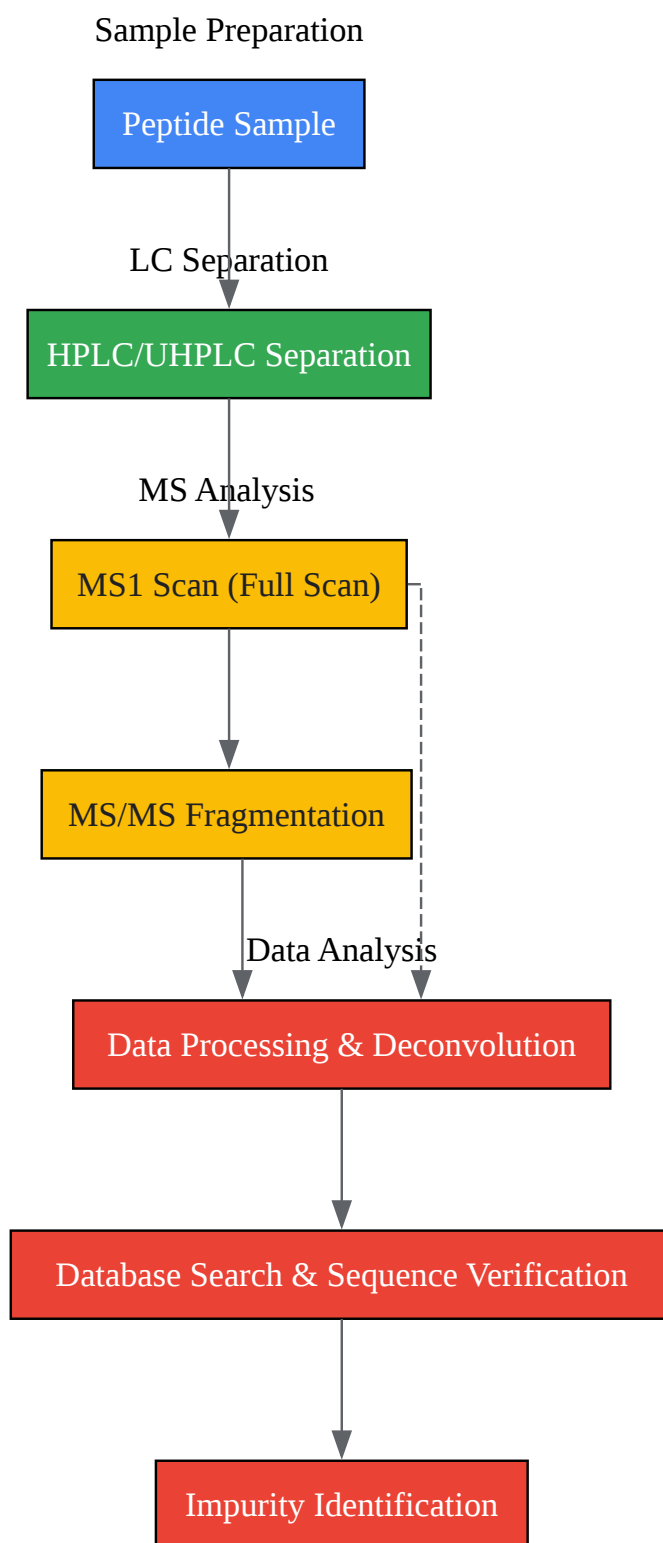 Sample Preparation
Peptide Sample
LC Separation
HPLC/UHPLC Separation
MS Analysis
MS1 Scan (Full Scan)
MS/MS Fragmentation
Data Analysis
Data Processing & Deconvolution
Database Search & Sequence Verification
Impurity Identification